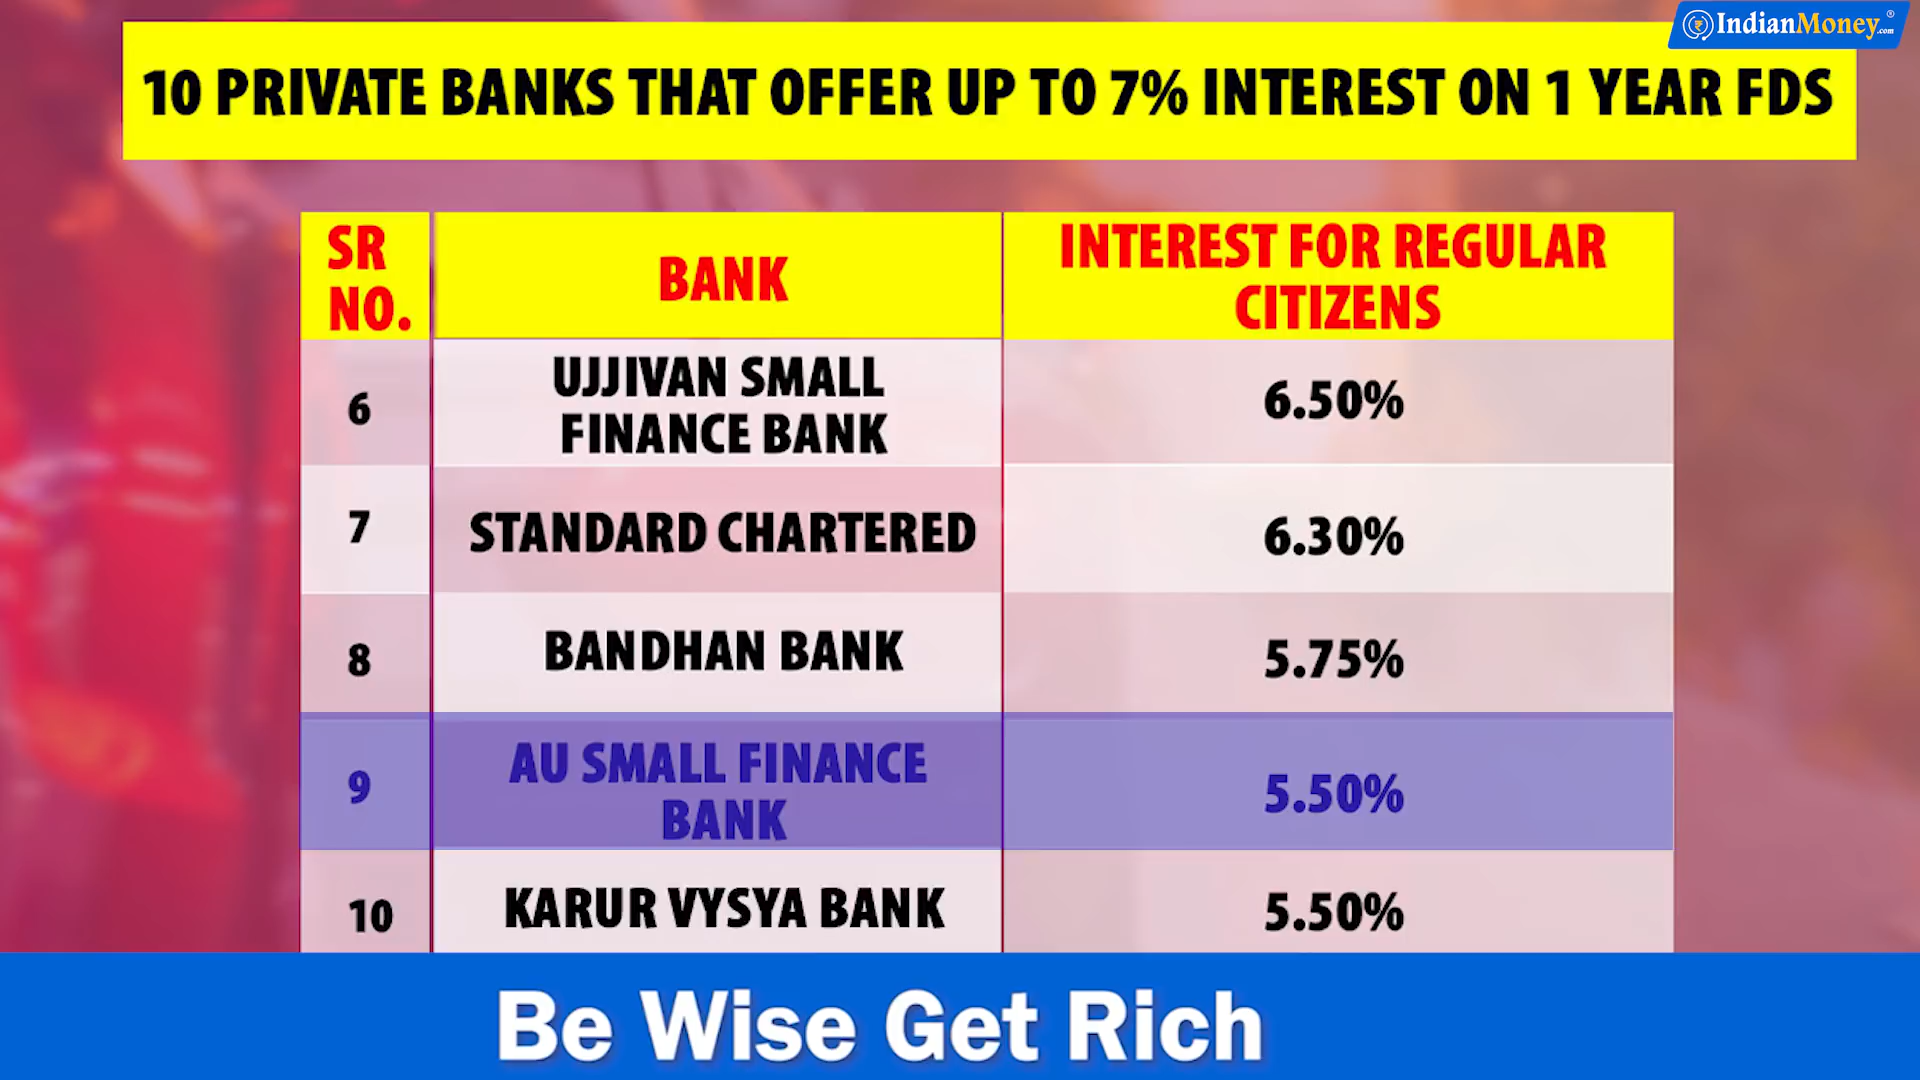 IndianMoney.com®
10 PRIVATE BANKS THAT OFFER UP TO 7% INTEREST ON 1 YEAR FDS
SR NO.
BANK
INTEREST FOR REGULAR CITIZENS
6
UJJIVAN SMALL
FINANCE BANK
6.50%
7
STANDARD CHARTERED
6.30%
8
BANDHAN BANK
5.75%
9
AU SMALL FINANCE
BANK
5.50%
10
KARUR VYSYA BANK
5.50%
Be Wise Get Rich